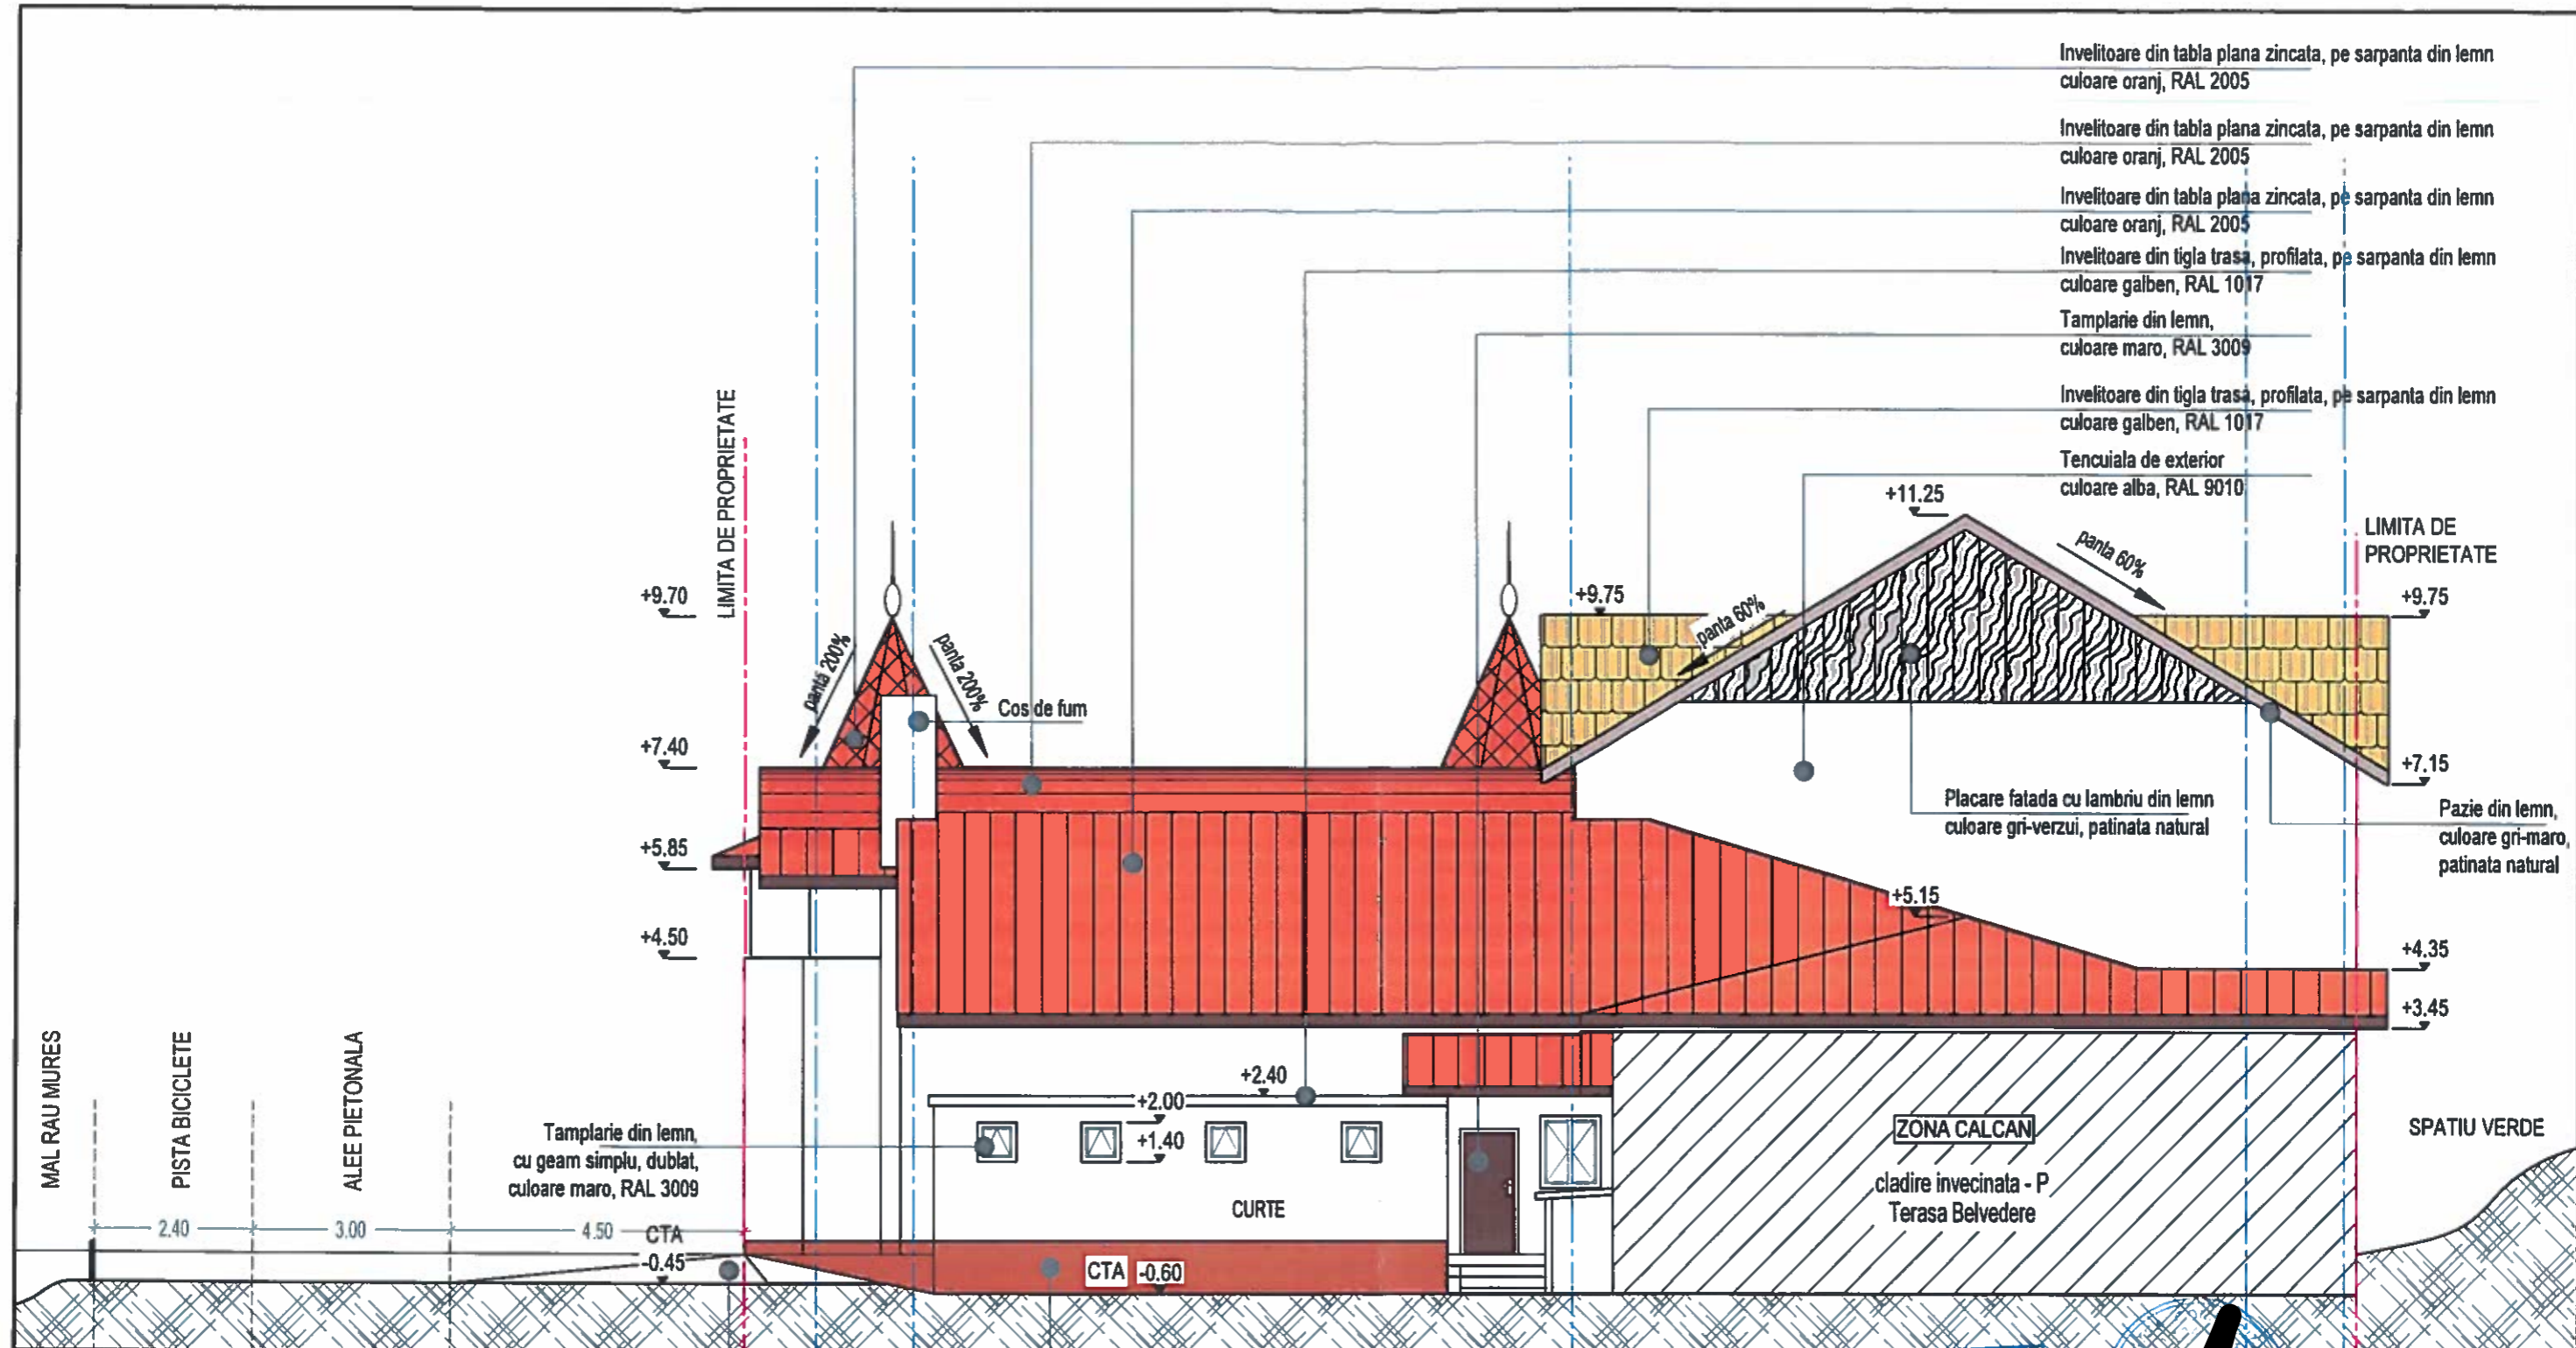 Invelitoare din tabla plana zincata, pe sarpanta din lemn
culoare oranj, RAL 2005
Invelitoare din tabla plana zincata, pe sarpanta din lemn
culoare oranj, RAL 2005
Invelitoare din tabla plana zincata, pe sarpanta din lemn
culoare oranj, RAL 2005
Invelitoare din tigla trasa, profilata, pe sarpanta din lemn
culoare galben, RAL 1017
Tamplarie din lemn,
culoare maro, RAL 3009
Invelitoare din tigla trasa, profilata, pe sarpanta din lemn
culoare galben, RAL 1017
Tencuiala de exterior
culoare alba, RAL 9010
+11.25
LIMITA DE PROPRIETATE
LIMITA DE
PROPRIETATE
panta 60%
panta 60%
+9.70
+9.75
+9.75
panta 200%
panta 200%
Cos de fum
+7.40
+7.15
Placare fatada cu lambriu din lemn
culoare gri-verzui, patinata natural
Pazie din lemn,
culoare gri-maro,
patinata natural
+5.85
+5.15
+4.50
+4.35
+3.45
MAL RAU MURES
PISTA BICICLETE
ALEE PIETONALA
+2.40
+2.00
+1.40
Tamplarie din lemn,
cu geam simplu, dublat,
culoare maro, RAL 3009
ZONA CALCAN
cladire invecinata - P
Terasa Belvedere
SPATIU VERDE
CURTE
2.40
3.00
4.50
CTA
-0.45
CTA -0.60